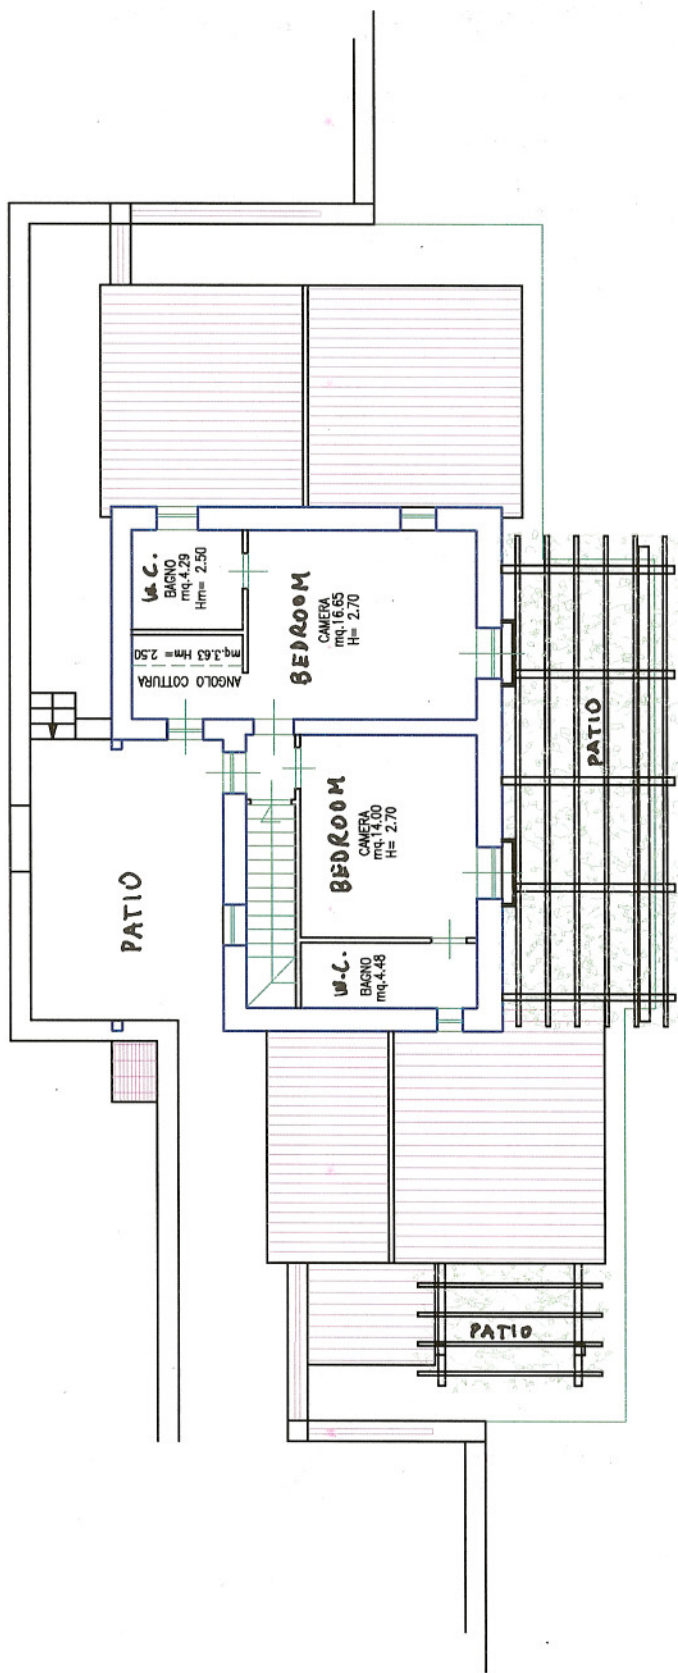 W.C.
BAGNO
mq.4.29
Hm= 2.50
BEDROOM
CAMERA
mq.16.65
H= 2.70
mq.3.63 Hm= 2.50
ANGOLO COTTURA
PATIO
BEDROOM
CAMERA
mq.14.00
H= 2.70
W.C.
BAGNO
mq.4.48
PATIO
PATIO